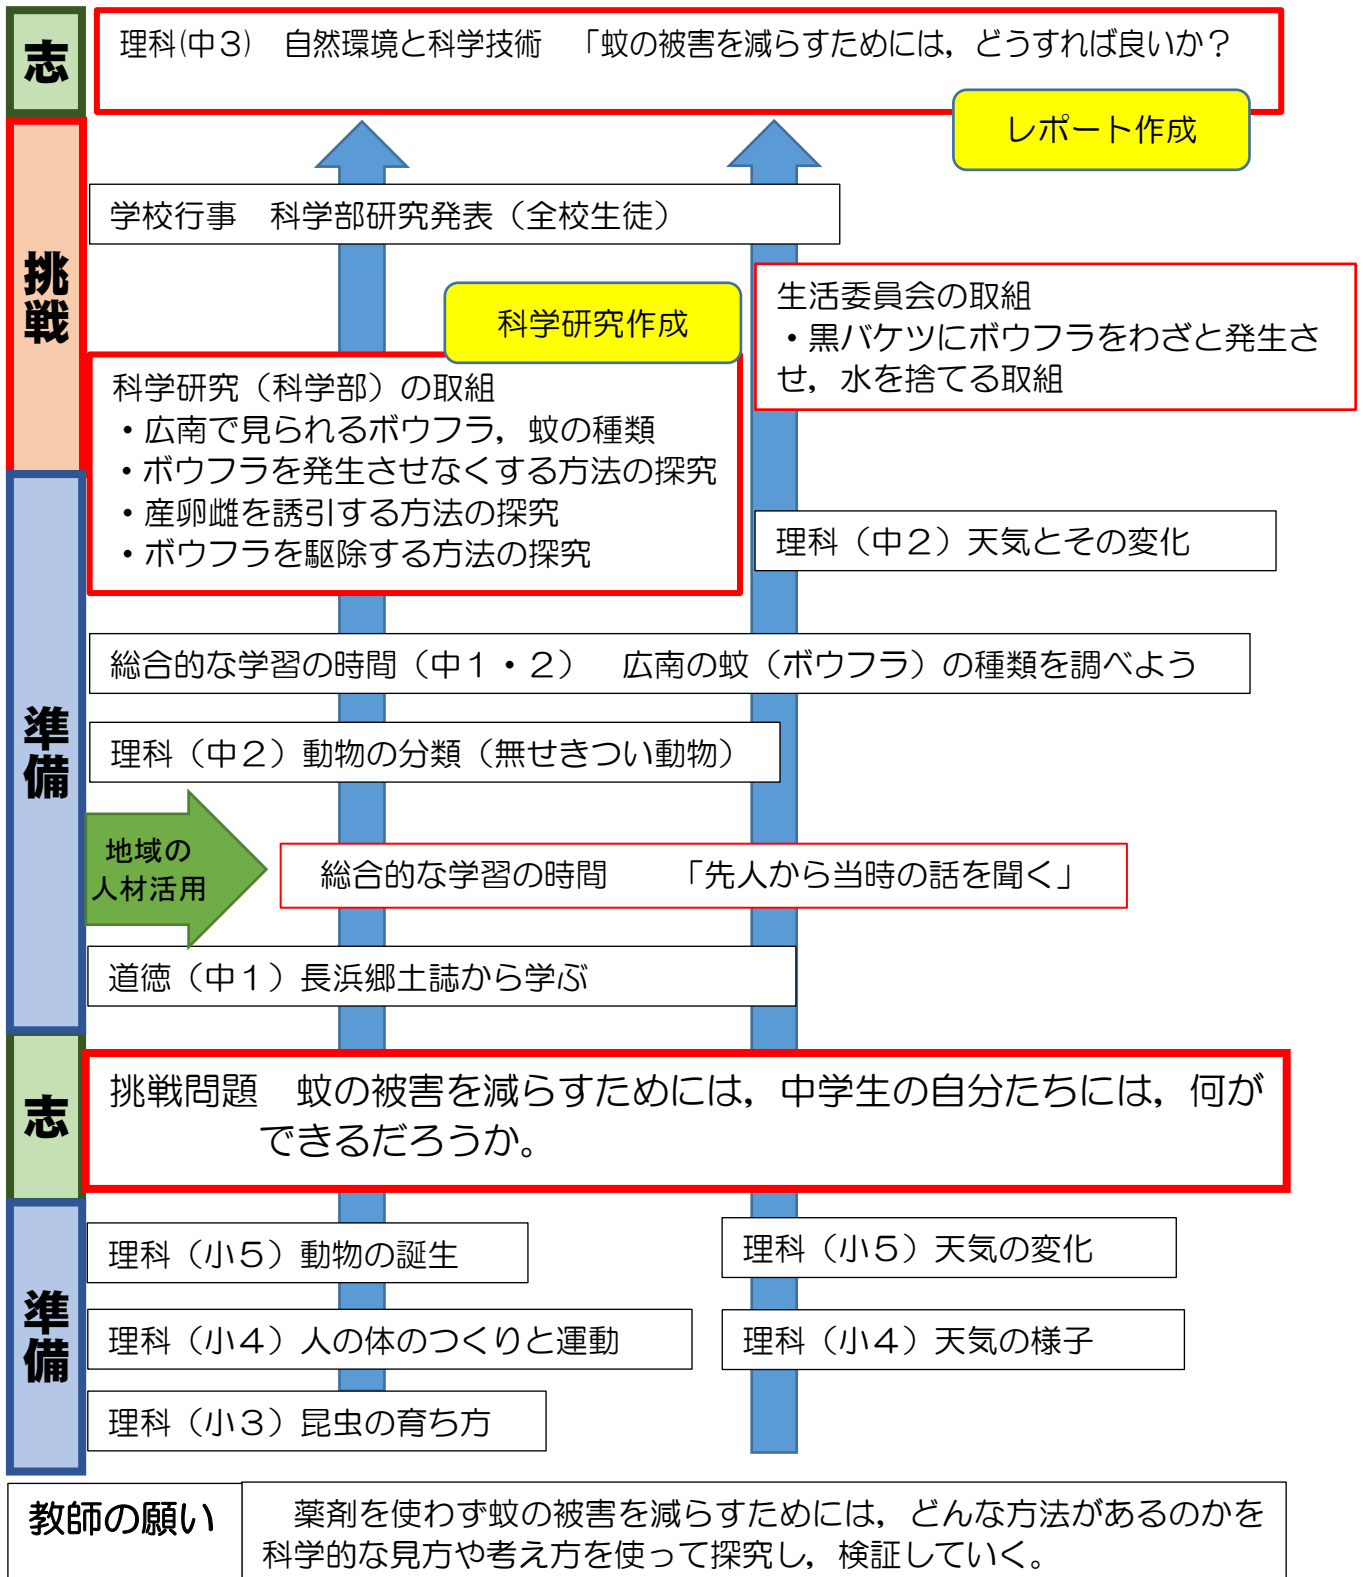 志
理科(中３)　自然環境と科学技術　「蚊の被害を減らすためには，どうすれば良いか？
レポート作成
挑戦
学校行事　科学部研究発表（全校生徒）
科学研究作成
生活委員会の取組
・黒バケツにボウフラをわざと発生さ
せ，水を捨てる取組
科学研究（科学部）の取組
・広南で見られるボウフラ，蚊の種類
・ボウフラを発生させなくする方法の探究
・産卵雌を誘引する方法の探究
・ボウフラを駆除する方法の探究
理科（中２）天気とその変化
準備
総合的な学習の時間（中１・２）　広南の蚊（ボウフラ）の種類を調べよう
理科（中２）動物の分類（無せきつい動物）
地域の
人材活用
総合的な学習の時間　　「先人から当時の話を聞く」
道徳（中１）長浜郷土誌から学ぶ
志
挑戦問題　蚊の被害を減らすためには，中学生の自分たちには，何が
できるだろうか。
準備
理科（小５）動物の誕生
理科（小５）天気の変化
理科（小４）人の体のつくりと運動
理科（小４）天気の様子
理科（小３）昆虫の育ち方
教師の願い
薬剤を使わず蚊の被害を減らすためには，どんな方法があるのかを
科学的な見方や考え方を使って探究し，検証していく。